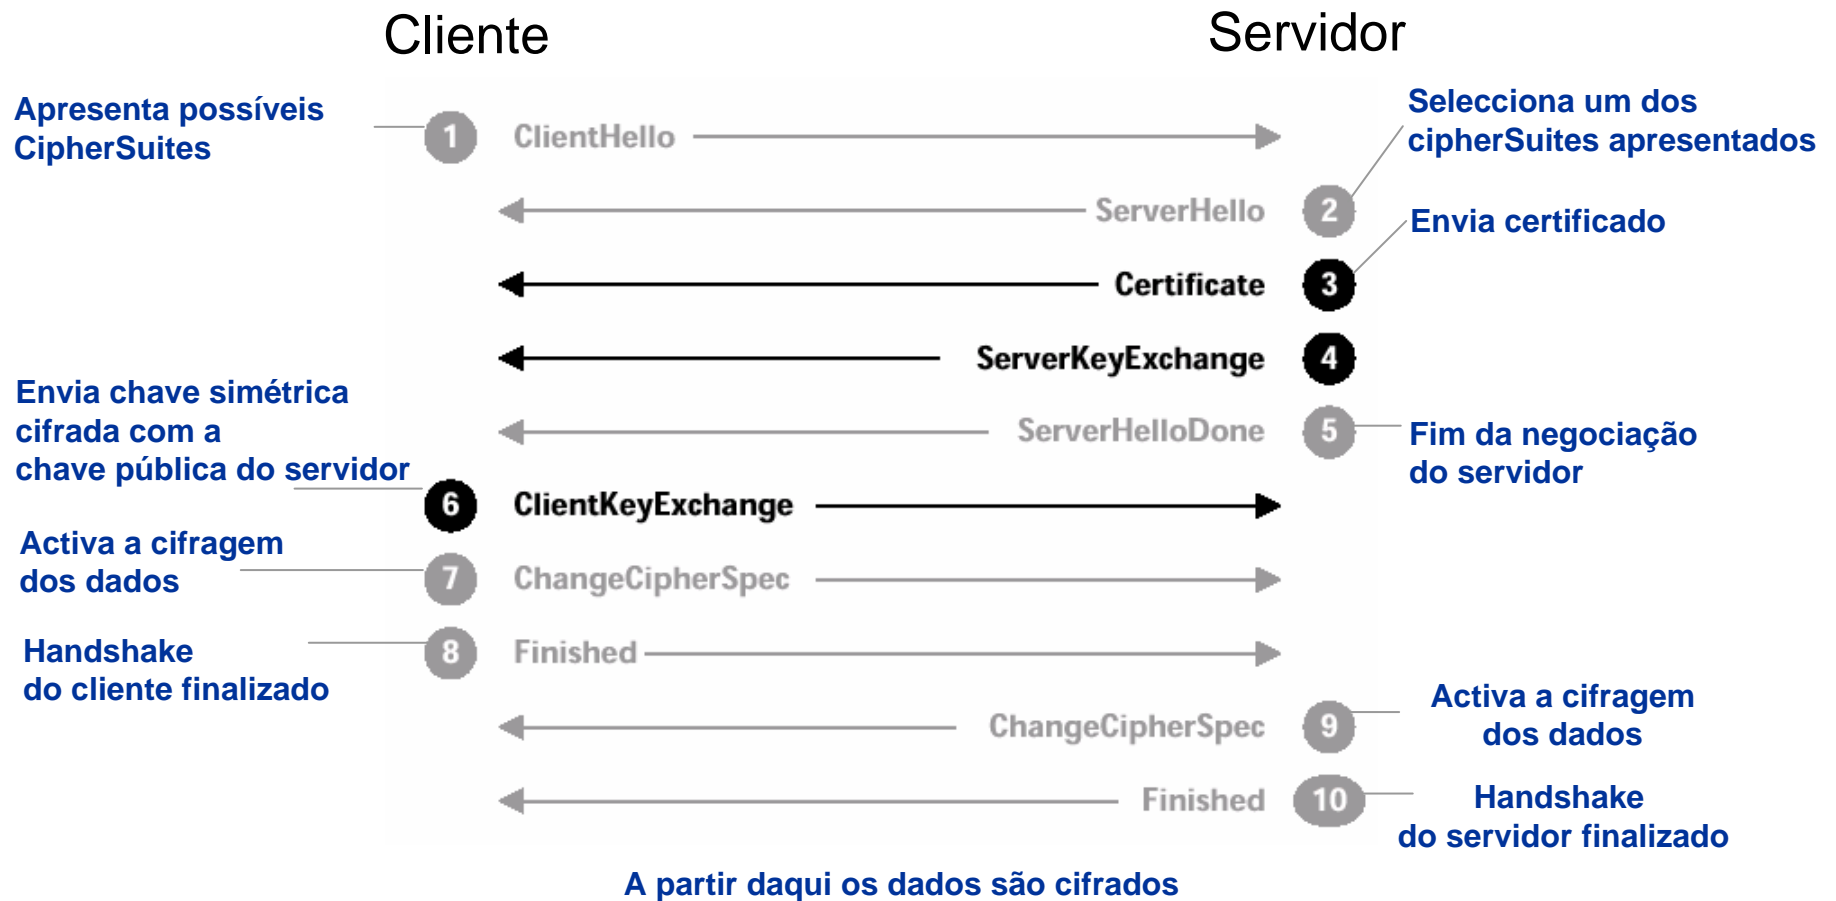 Cliente
Servidor
Apresenta possíveis
CipherSuites
1 ClientHello
Selecciona um dos
cipherSuites apresentados
ServerHello 2
Envia certificado
Certificate 3
ServerKeyExchange 4
Envia chave simétrica
cifrada com a
chave pública do servidor
ServerHelloDone 5
Fim da negociação
do servidor
6 ClientKeyExchange
Activa a cifragem
dos dados
7 ChangeCipherSpec
Handshake
do cliente finalizado
8 Finished
ChangeCipherSpec 9
Activa a cifragem
dos dados
Finished 10
Handshake
do servidor finalizado
A partir daqui os dados são cifrados